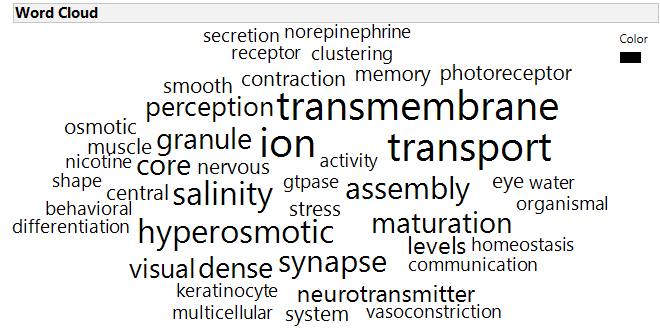 Word Cloud
Color
secretion norepinephrine
receptor clustering
smooth contraction memory photoreceptor
perception transmembrane
osmotic
muscle granule ion transport
nicotine core nervous activity
shape central salinity gtpase assembly eye water
behavioral stress organismal
differentiation hyperosmotic maturation
levels homeostasis
visual dense synapse communication
keratinocyte neurotransmitter
multicellular system vasoconstriction